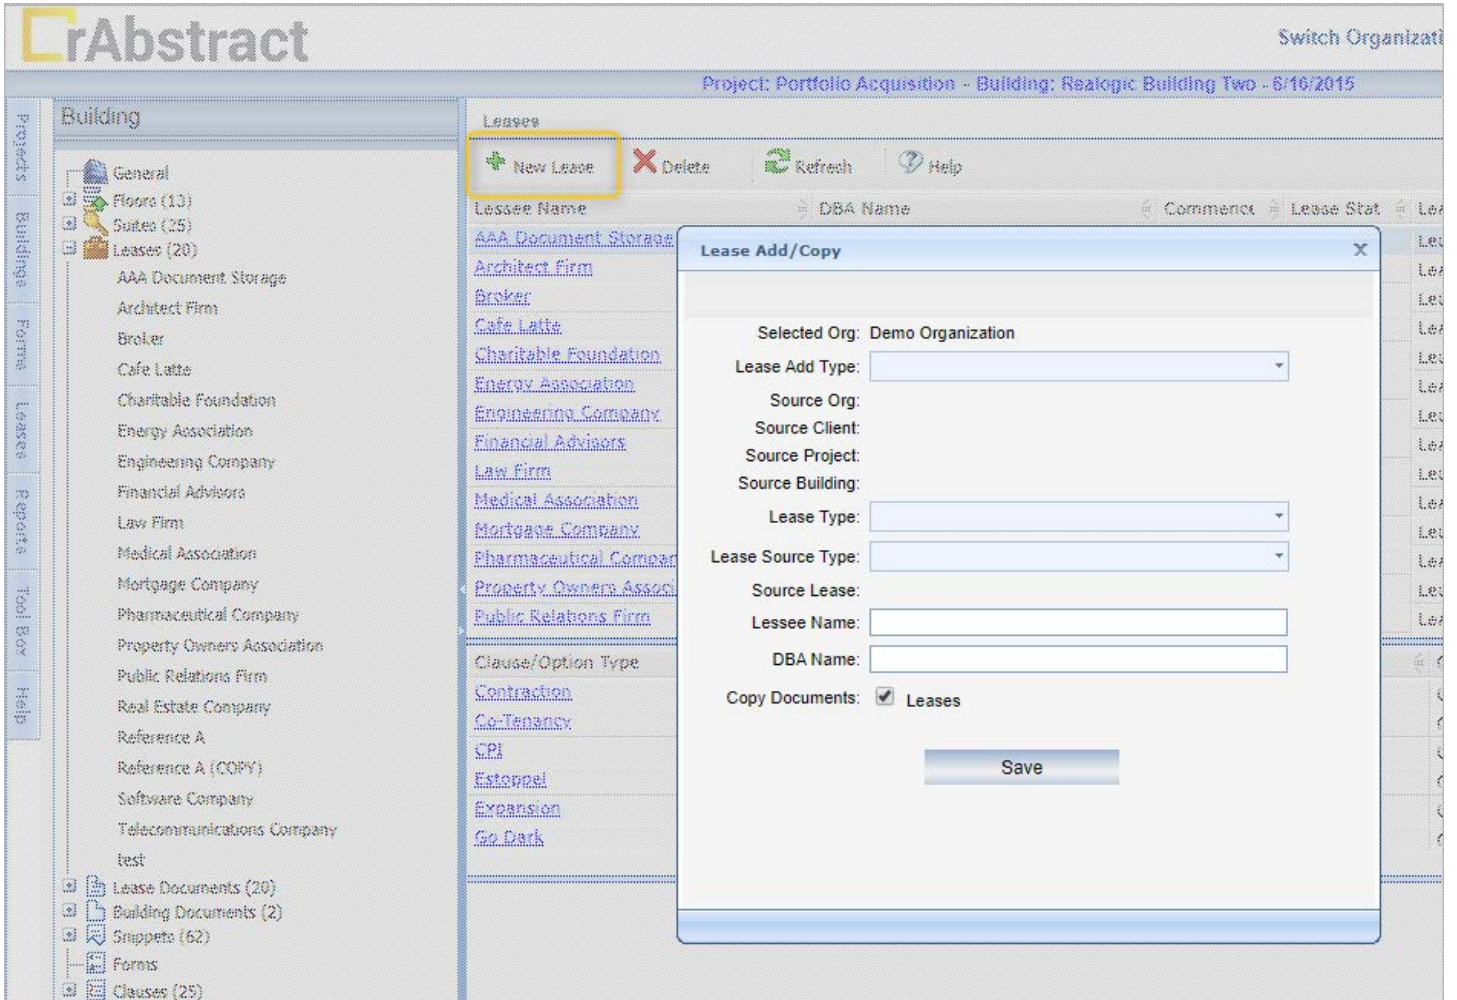 rAbstract
Switch Organizati
Project: Portfolio Acquisition - Building: Realogic Building Two - 6/16/2015
Projects
Buildings
Forms
Leases
Reports
Tool Box
Help
Building
General
Floors (13)
Suites (25)
Leases (20)
AAA Document Storage
Architect Firm
Broker
Cafe Latte
Charitable Foundation
Energy Association
Engineering Company
Financial Advisors
Law Firm
Medical Association
Mortgage Company
Pharmaceutical Company
Property Owners Association
Public Relations Firm
Real Estate Company
Reference A
Reference A (COPY)
Software Company
Telecommunications Company
test
Lease Documents (20)
Building Documents (2)
Snippets (62)
Forms
Clauses (25)
Leases
New Lease Delete Refresh Help
Lessee Name DBA Name Commence Lease Stat Lea
AAA Document Storage
Architect Firm
Broker
Cafe Latte
Charitable Foundation
Energy Association
Engineering Company
Financial Advisors
Law Firm
Medical Association
Mortgage Company
Pharmaceutical Compan
Property Owners Associ
Public Relations Firm
Clause/Option Type
Contraction
Co-Tenancy
CPI
Estoppel
Expansion
Go Dark
Lease Add/Copy X
Selected Org: Demo Organization
Lease Add Type:
Source Org:
Source Client:
Source Project:
Source Building:
Lease Type:
Lease Source Type:
Source Lease:
Lessee Name:
DBA Name:
Copy Documents: Leases
Save